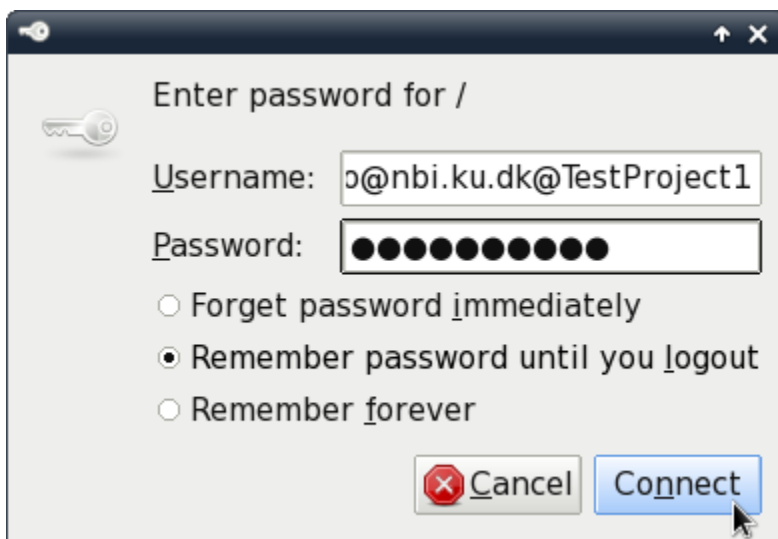 Enter password for /
Username: @nbi.ku.dk@TestProject1
Password: ●●●●●●●●●●
Forget password immediately
Remember password until you logout
Remember forever
Cancel Connect